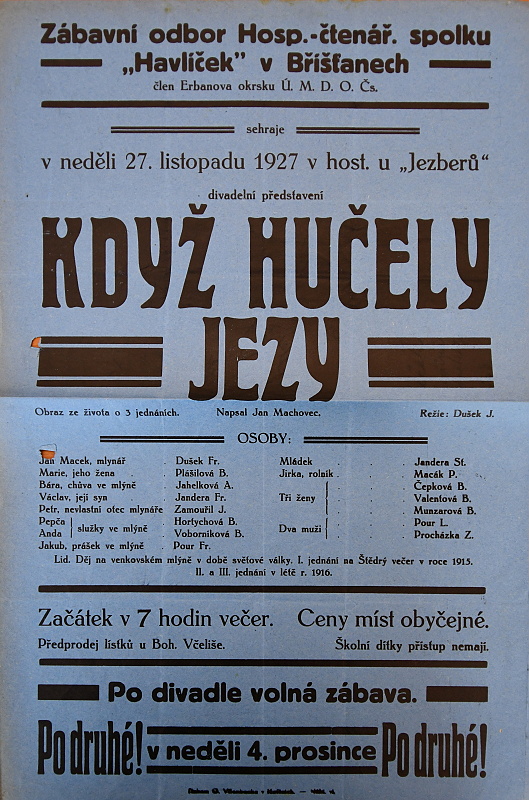 Zábavní odbor Hosp.-čtenář. spolku
„Havlíček" v Bříšťanech
člen Erbanova okrsku Ú. M. D. O. Čs.
sehraje
v neděli 27. listopadu 1927 v host. u „Jezberů"
divadelní představení
KDYŽ HUČELY
JEZY
Obraz ze života o 3 jednáních. Napsal Jan Machovec. Režie: Dušek J.
OSOBY:
Jan Macek, mlynář . Dušek Fr. Mládek . . . . Jandera St.
Marie, jeho žena . Plášilová B. Jirka, rolník . . . . Macák P.
Bára, chůva ve mlýně . Jahelková A. Čepková B.
Václav, její syn . Jandera Fr. Tři ženy . . . Valentová B.
Petr, nevlastní otec mlynáře Zamouřil J. Munzarová B.
Pepča . Hortychová B. Pour L.
Anda služky ve mlýně . Voborníková B. Dva muži . . . Procházka Z.
Jakub, prášek ve mlýně . Pour Fr.
Lid. Děj na venkovském mlýně v době světové války. I. jednání na Štědrý večer v roce 1915.
II. a III. jednání v létě r. 1916.
Začátek v 7 hodin večer. Ceny míst obyčejné.
Předprodej lístků u Boh. Včeliše. Školní dítky přístup nemají.
Po divadle volná zábava.
Po druhé! v neděli 4. prosince Po druhé!